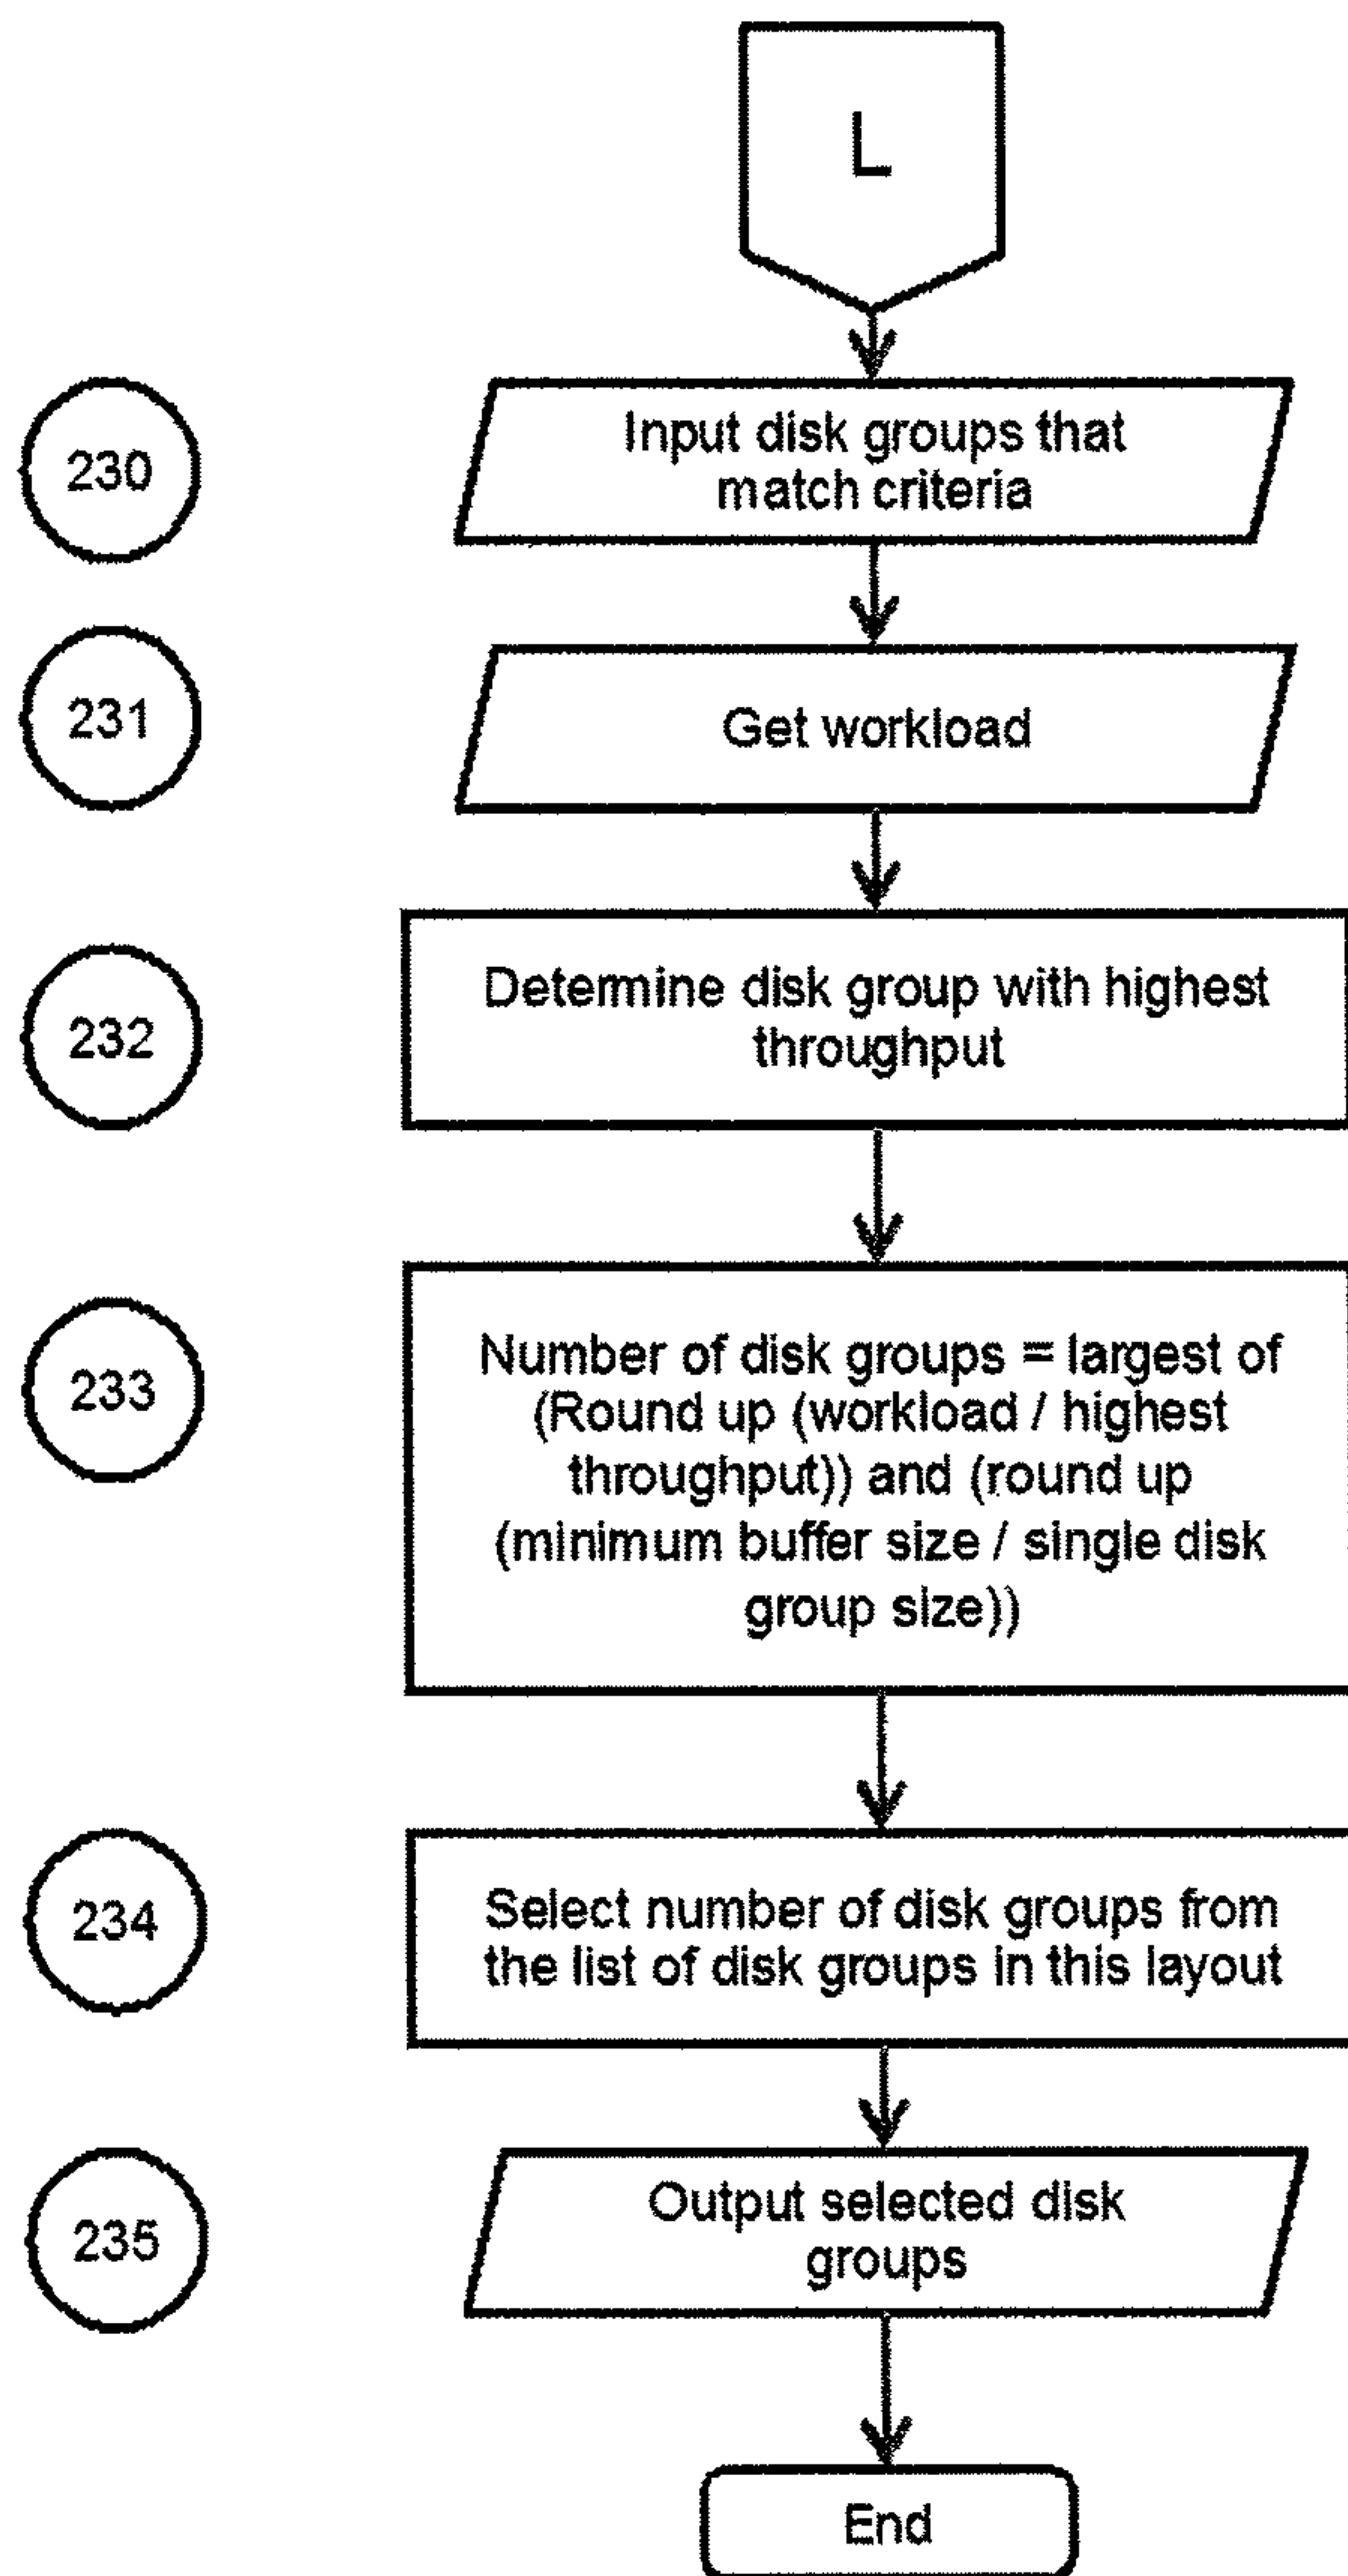 L
230
Input disk groups that
match criteria
231
Get workload
232
Determine disk group with highest
throughput
233
Number of disk groups = largest of
(Round up (workload / highest
throughput)) and (round up
(minimum buffer size / single disk
group size))
234
Select number of disk groups from
the list of disk groups in this layout
235
Output selected disk
groups
End